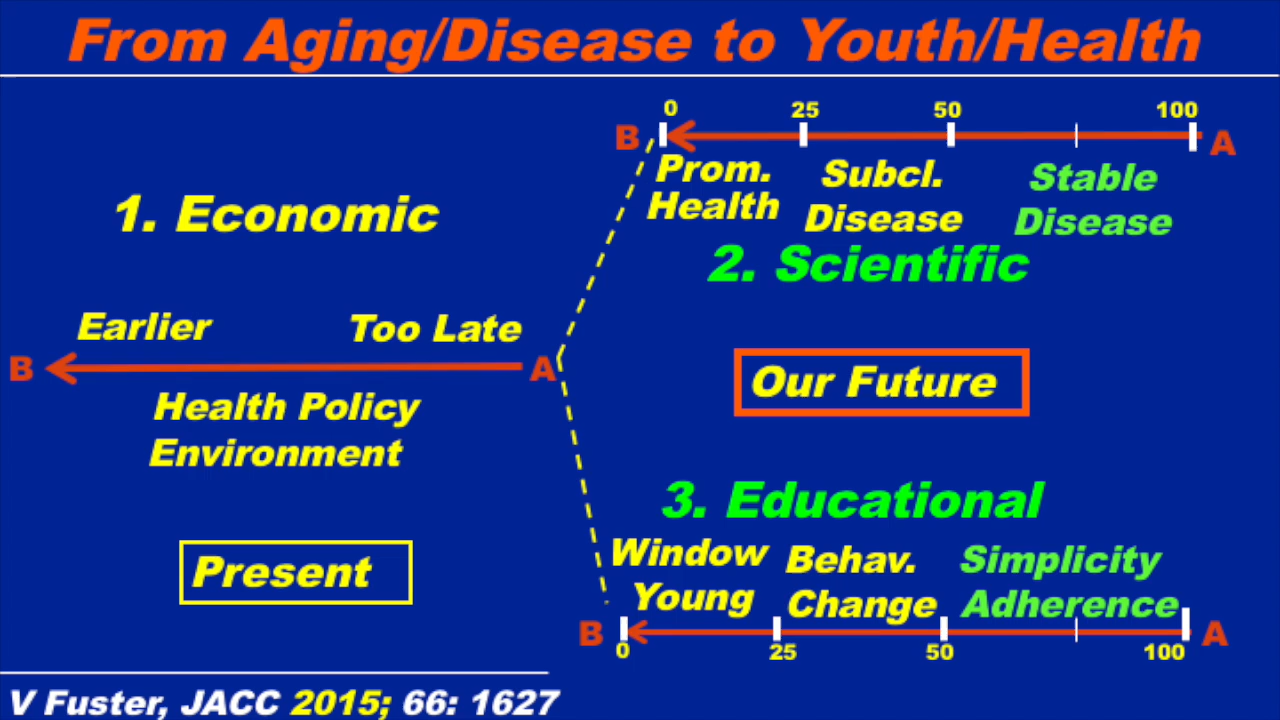 From Aging/Disease to Youth/Health
0 25 50 100
B A
Prom. Subcl. Stable
Health Disease Disease
1. Economic
2. Scientific
Earlier Too Late
B A
Health Policy
Environment
Our Future
3. Educational
Present
Window Behav. Simplicity
Young Change Adherence
B A
0 25 50 100
V Fuster, JACC 2015; 66: 1627